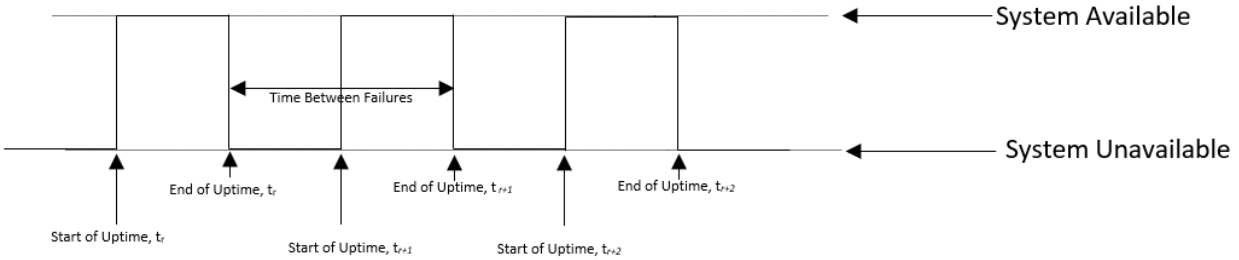 System Available
Time Between Failures
System Unavailable
End of Uptime, tᵣ
End of Uptime, tᵣ₊₁
End of Uptime, tᵣ₊₂
Start of Uptime, tᵣ
Start of Uptime, tᵣ₊₁
Start of Uptime, tᵣ₊₂